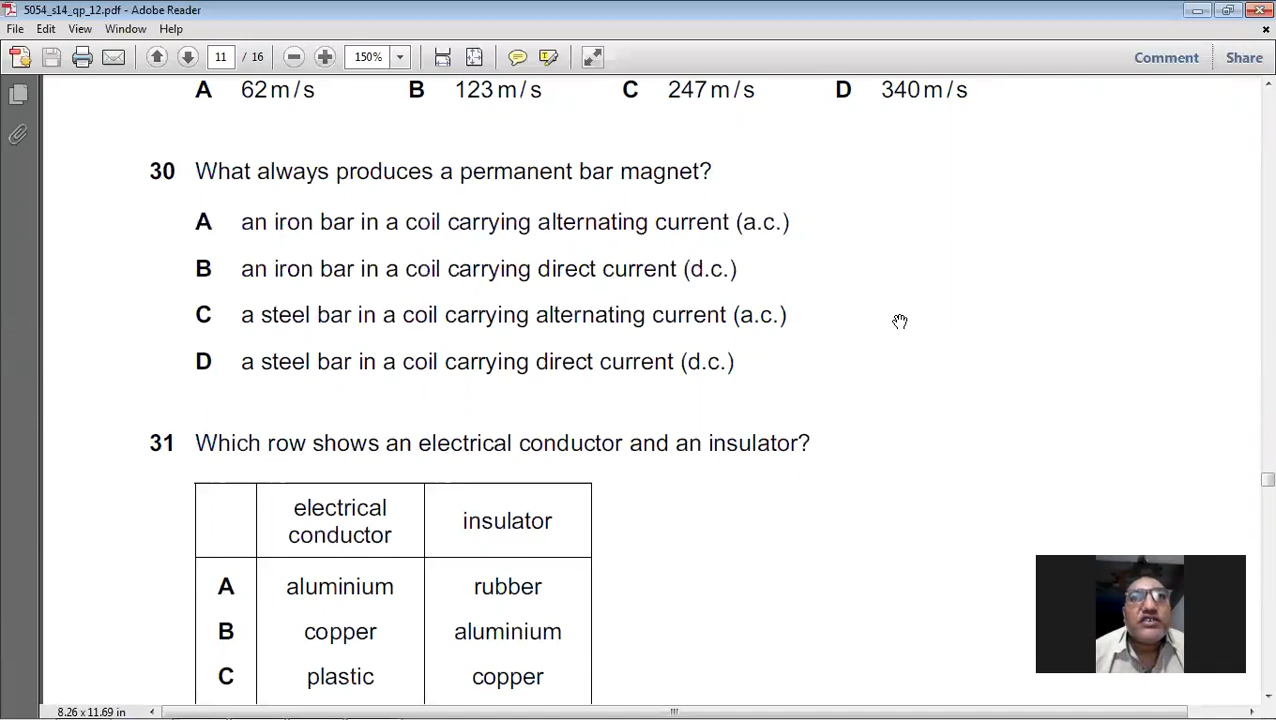 5054_s14_qp_12.pdf - Adobe Reader
File Edit View Window Help
11 / 16 150% Comment Share
A 62 m / s B 123 m / s C 247 m / s D 340 m / s
30 What always produces a permanent bar magnet?
A an iron bar in a coil carrying alternating current (a.c.)
B an iron bar in a coil carrying direct current (d.c.)
C a steel bar in a coil carrying alternating current (a.c.)
D a steel bar in a coil carrying direct current (d.c.)
31 Which row shows an electrical conductor and an insulator?
electrical
conductor insulator
A aluminium rubber
B copper aluminium
C plastic copper
8.26 x 11.69 in